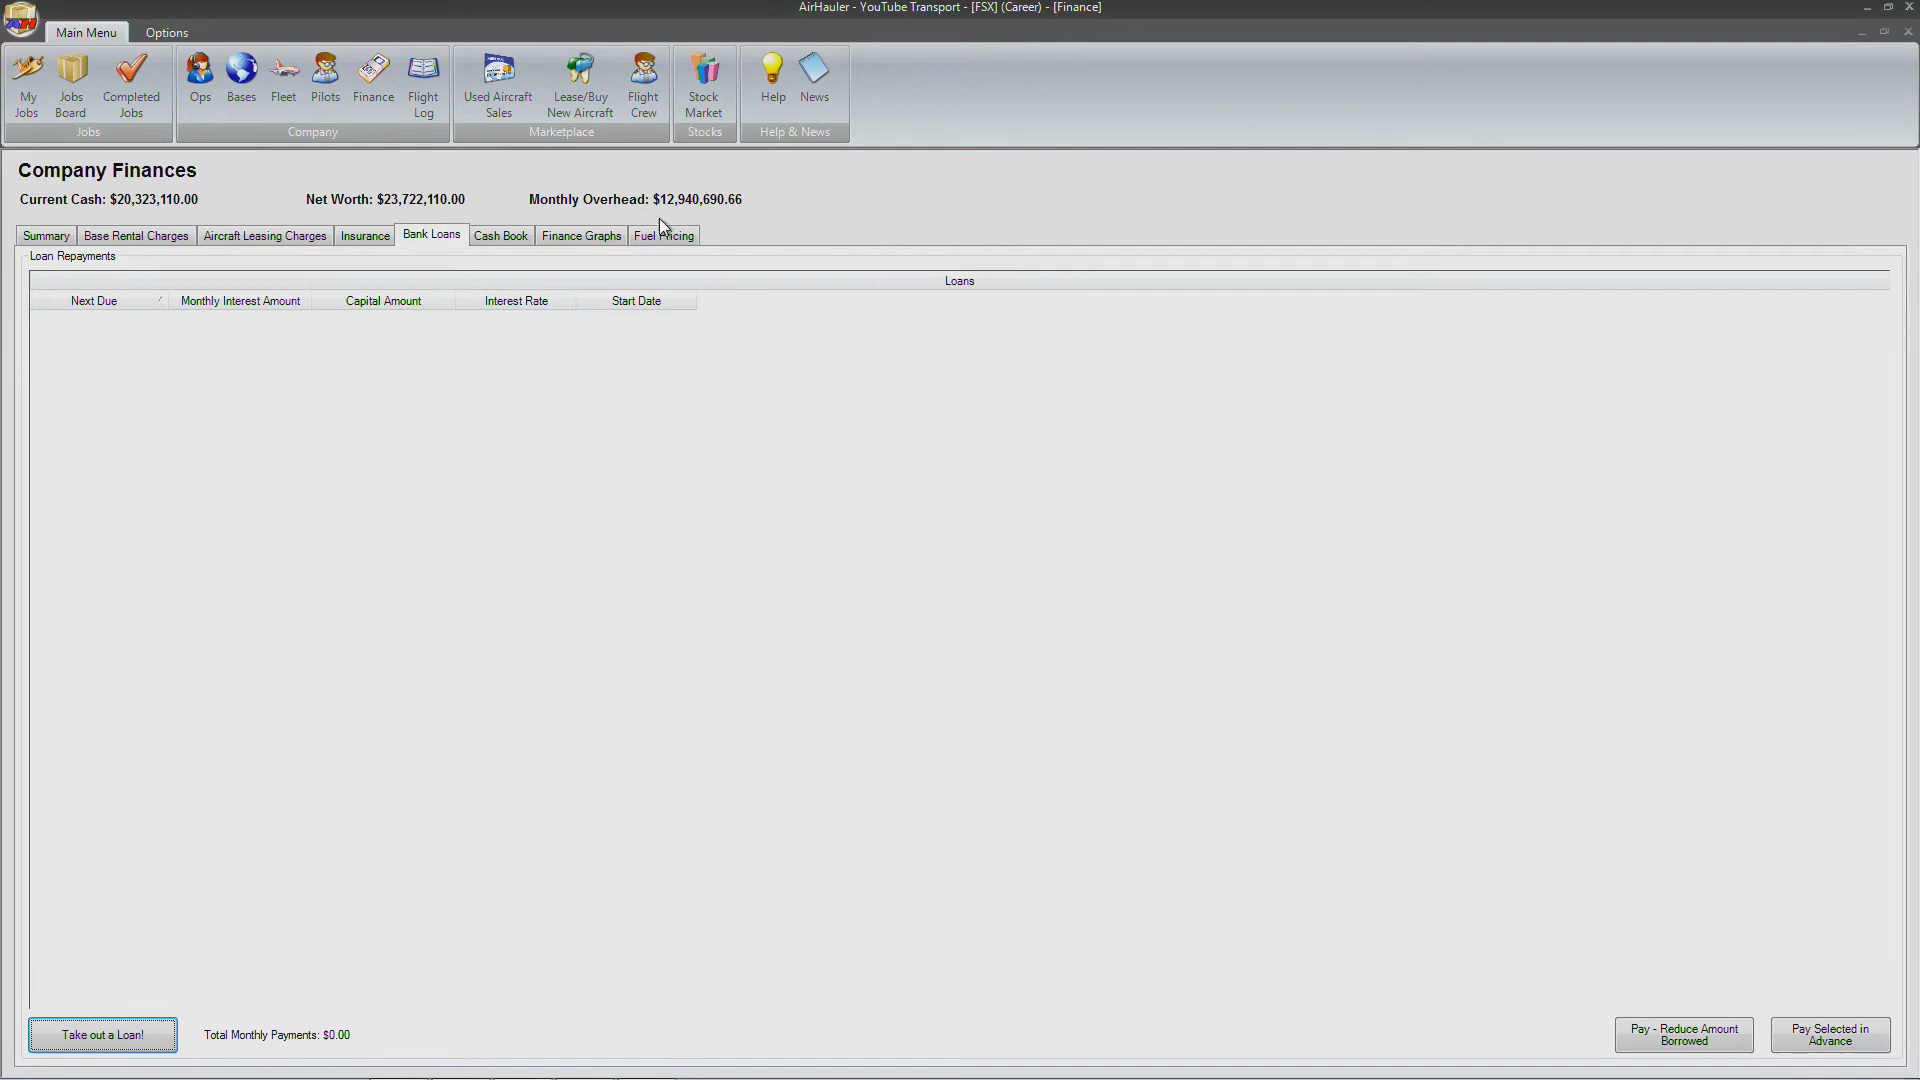 AirHauler - YouTube Transport - [FSX] (Career) - [Finance]
Main Menu Options
My Jobs
Jobs Board
Completed Jobs
Jobs
Ops
Bases
Fleet
Pilots
Finance
Flight Log
Company
Used Aircraft Sales
Lease/Buy New Aircraft
Flight Crew
Marketplace
Stock Market
Stocks
Help
News
Help & News
Company Finances
Current Cash: $20,323,110.00 Net Worth: $23,722,110.00 Monthly Overhead: $12,940,690.66
Summary Base Rental Charges Aircraft Leasing Charges Insurance Bank Loans Cash Book Finance Graphs Fuel Pricing
Loan Repayments
Loans
Next Due Monthly Interest Amount Capital Amount Interest Rate Start Date
Take out a Loan! Total Monthly Payments: $0.00
Pay - Reduce Amount
Borrowed
Pay Selected in
Advance